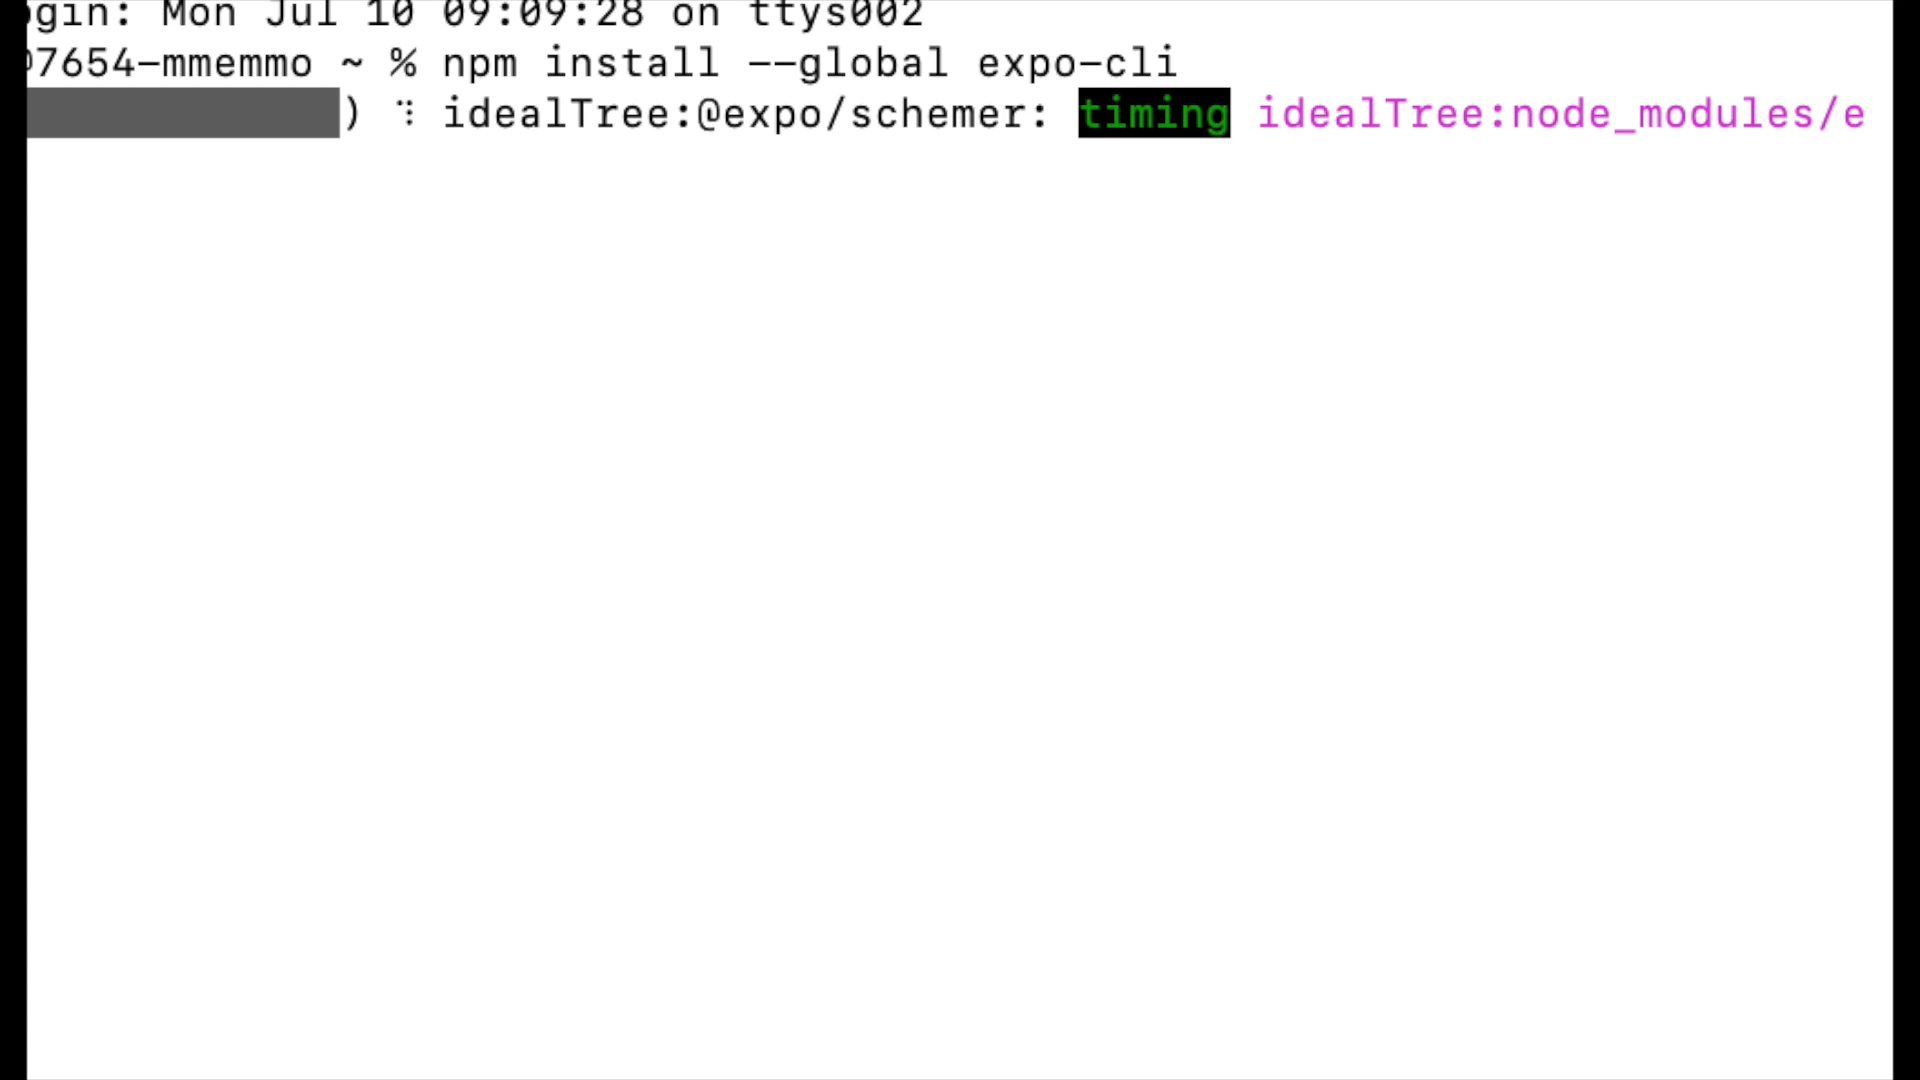 gin: Mon Jul 10 09:09:28 on ttys002
7654-mmemmo ~ % npm install --global expo-cli
) ⠹ idealTree:@expo/schemer: timing idealTree:node_modules/e